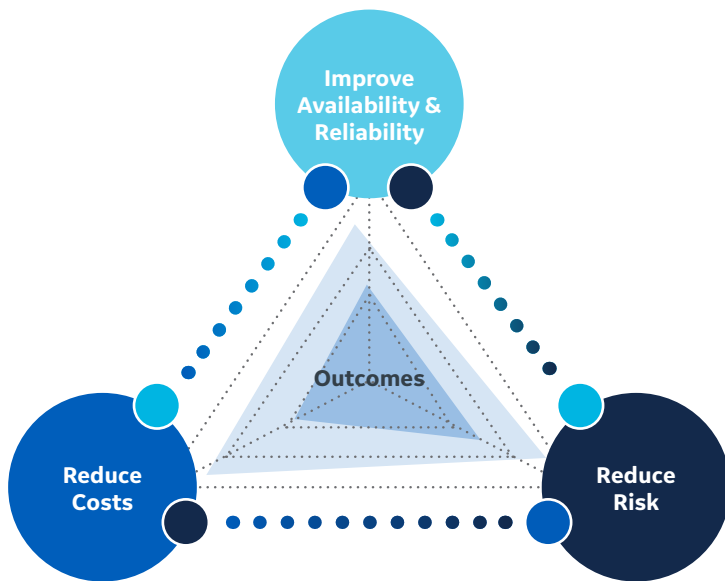 Improve
Availability &
Reliability
Outcomes
Reduce
Costs
Reduce
Risk